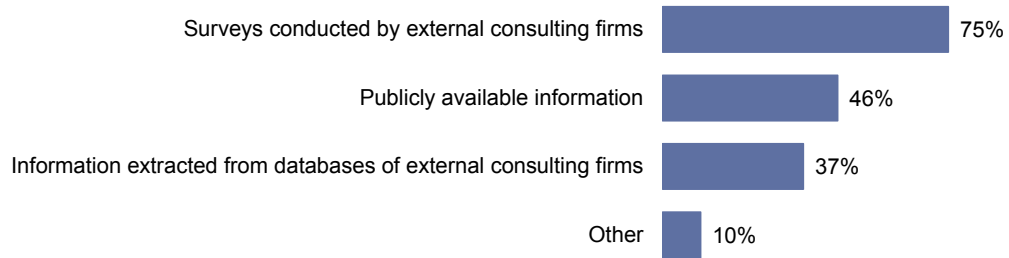 Surveys conducted by external consulting firms 75%
Publicly available information 46%
Information extracted from databases of external consulting firms 37%
Other 10%